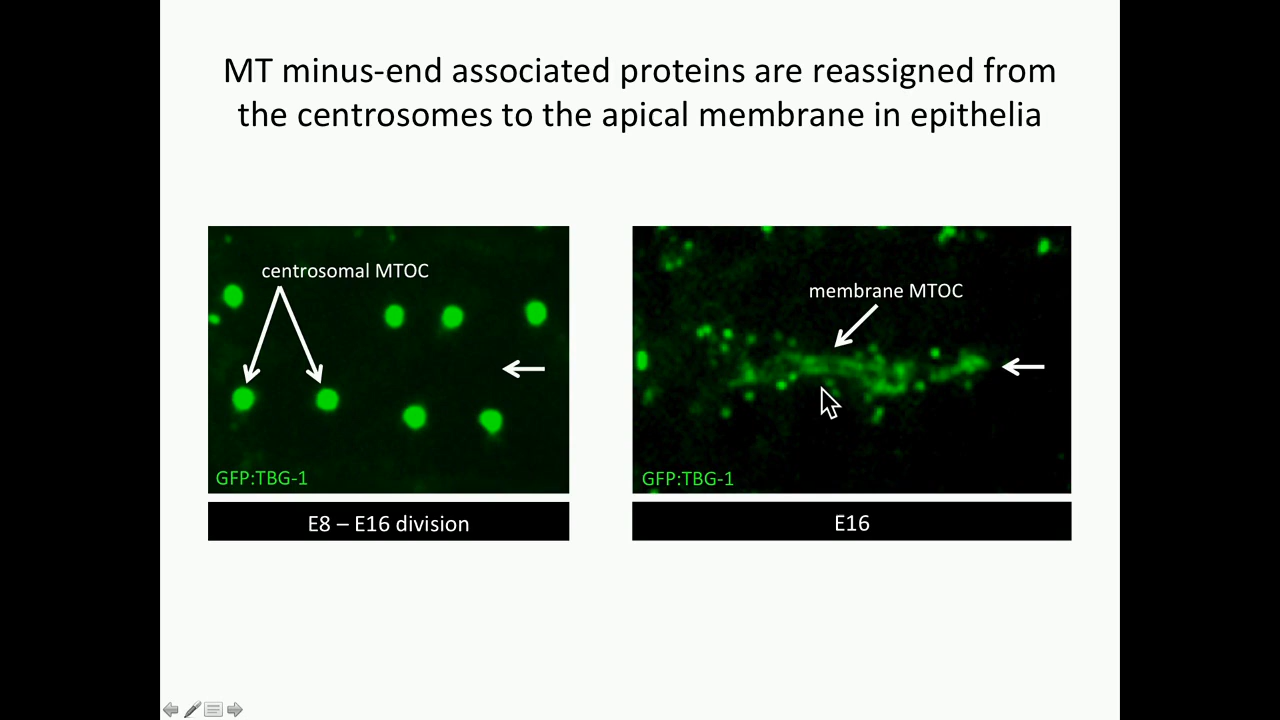 MT minus-end associated proteins are reassigned from
the centrosomes to the apical membrane in epithelia
centrosomal MTOC
GFP:TBG-1
E8 – E16 division
membrane MTOC
GFP:TBG-1
E16